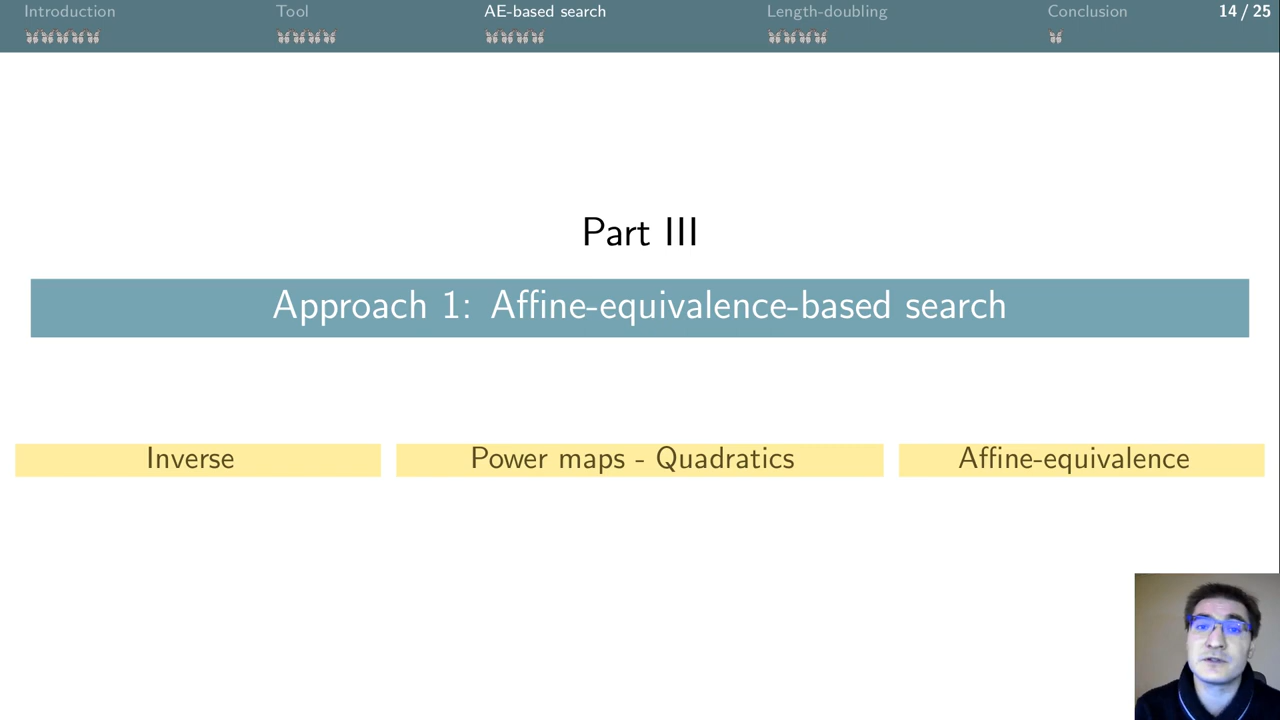 Introduction Tool AE-based search Length-doubling Conclusion 14 / 25
Part III
Approach 1: Affine-equivalence-based search
Inverse Power maps - Quadratics Affine-equivalence